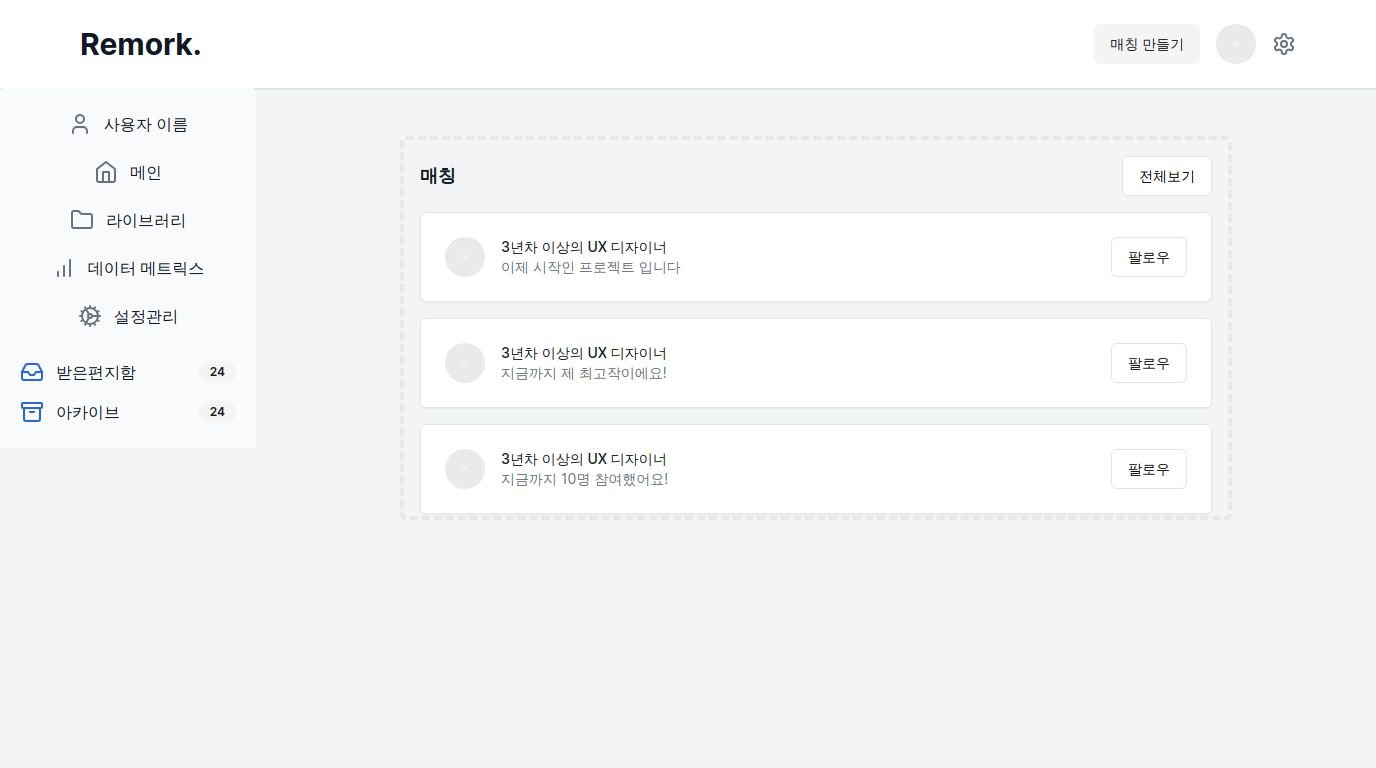 Remork.
매칭 만들기
사용자 이름
메인
라이브러리
데이터 메트릭스
설정관리
받은편지함 24
아카이브 24
매칭
전체보기
3년차 이상의 UX 디자이너
이제 시작인 프로젝트 입니다
팔로우
3년차 이상의 UX 디자이너
지금까지 제 최고작이에요!
팔로우
3년차 이상의 UX 디자이너
지금까지 10명 참여했어요!
팔로우